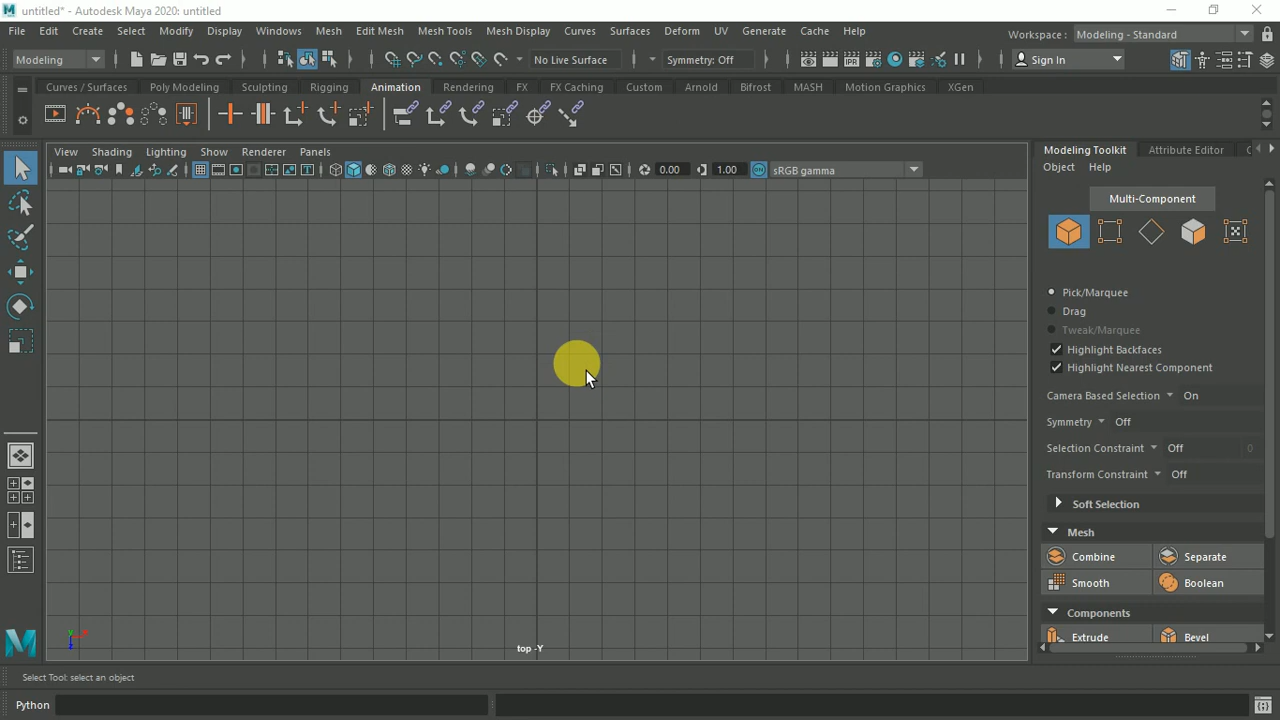 untitled* - Autodesk Maya 2020: untitled
File Edit Create Select Modify Display Windows Mesh Edit Mesh Mesh Tools Mesh Display Curves Surfaces Deform UV Generate Cache Help
Workspace : Modeling - Standard
Modeling No Live Surface Symmetry: Off Sign In
Curves / Surfaces Poly Modeling Sculpting Rigging Animation Rendering FX FX Caching Custom Arnold Bifrost MASH Motion Graphics XGen
View Shading Lighting Show Renderer Panels
0.00 1.00 ON sRGB gamma
Modeling Toolkit Attribute Editor
Object Help
Multi-Component
Pick/Marquee
Drag
Tweak/Marquee
Highlight Backfaces
Highlight Nearest Component
Camera Based Selection On
Symmetry Off
Selection Constraint Off 0
Transform Constraint Off
Soft Selection
Mesh
Combine Separate
Smooth Boolean
Components
Extrude Bevel
top -Y
Select Tool: select an object
Python